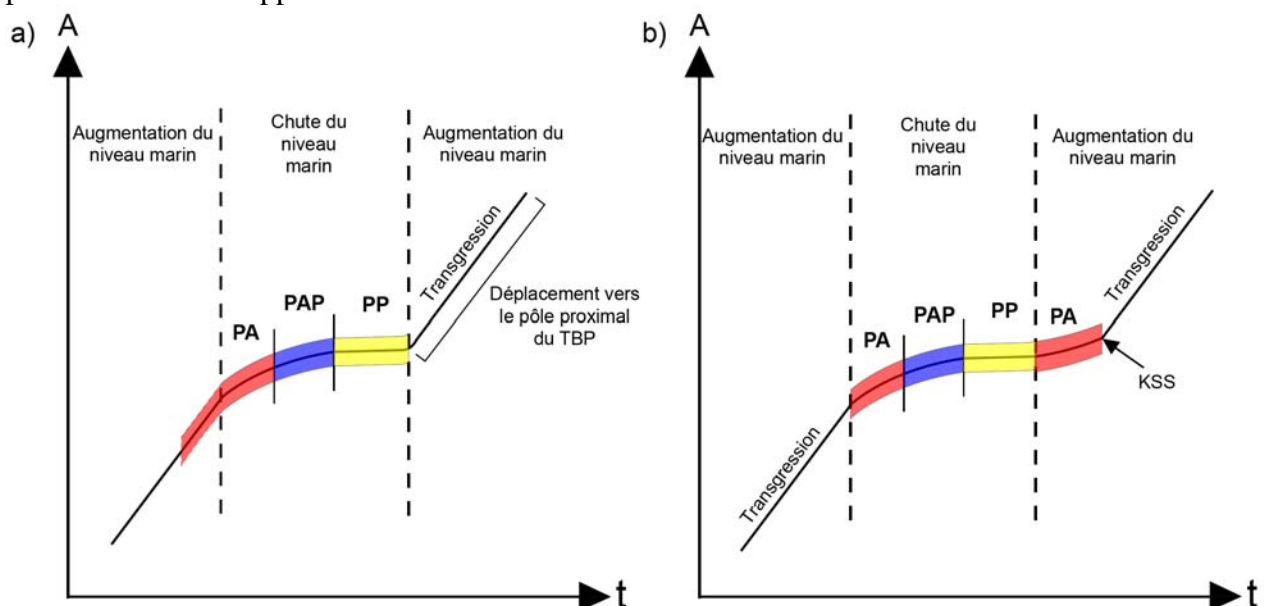 a)
A
Augmentation du
niveau marin
Chute du
niveau
marin
Augmentation du
niveau marin
PA
PAP
PP
Transgression
Déplacement vers
le pôle proximal
du TBP
t
b)
A
Augmentation du
niveau marin
Chute du
niveau
marin
Augmentation du
niveau marin
Transgression
PA
PAP
PP
PA
Transgression
KSS
t